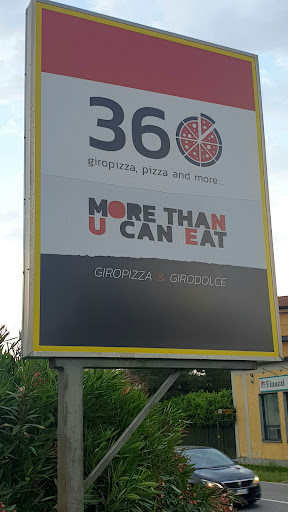 360
giropizza, pizza and more...
MORE THAN
U CAN EAT
GIROPIZZA & GIRODOLCE